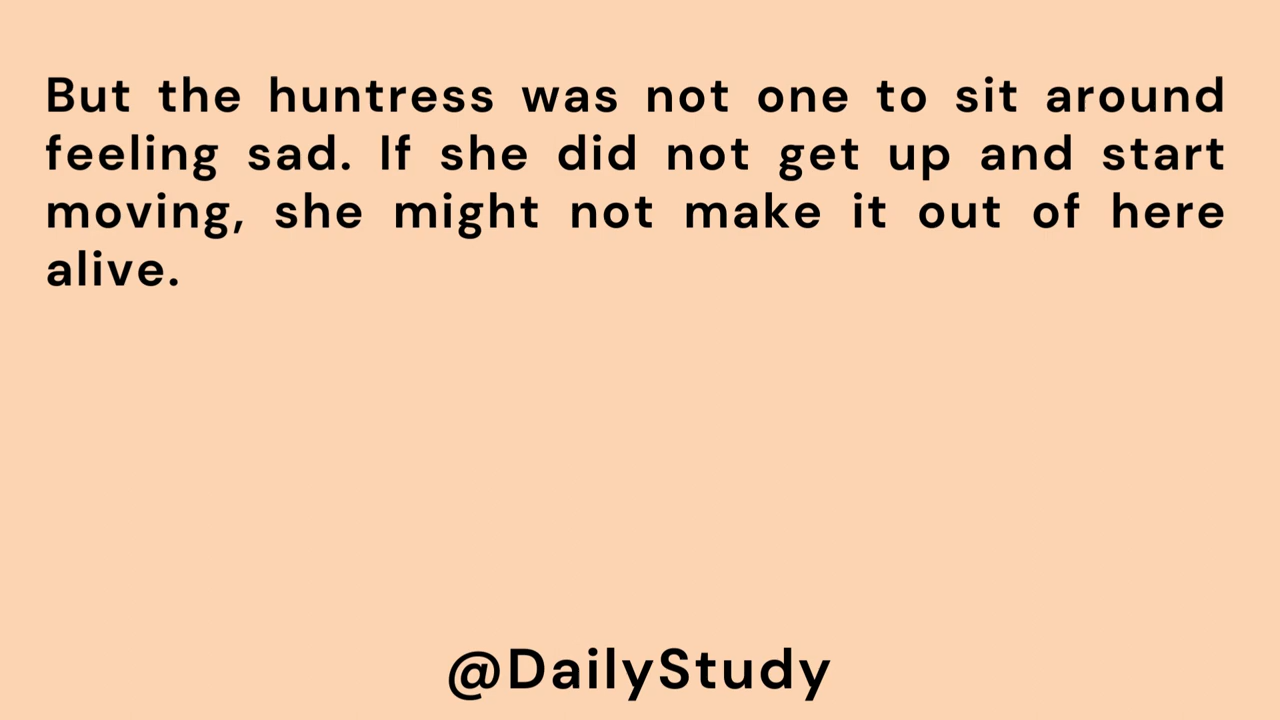 But the huntress was not one to sit around
feeling sad. If she did not get up and start
moving, she might not make it out of here
alive.
@DailyStudy